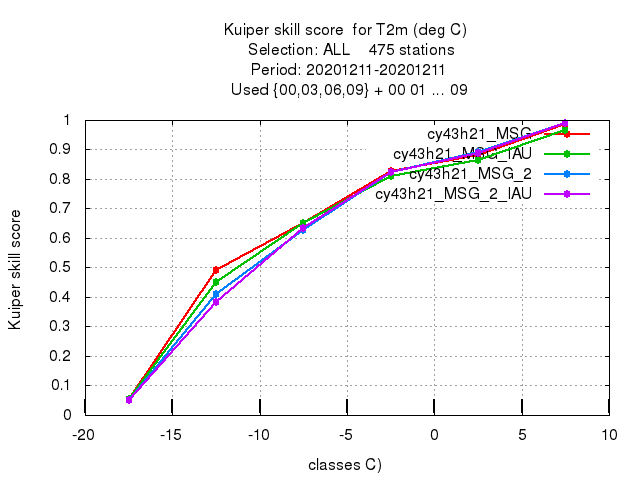 Kuiper skill score  for T2m (deg C)
Selection: ALL    475 stations
Period: 20201211-20201211
Used {00,03,06,09} + 00 01 ... 09
1
0.9
0.8
0.7
0.6
0.5
0.4
0.3
0.2
0.1
0
Kuiper skill score
cy43h21_MSG
cy43h21_MSG_IAU
cy43h21_MSG_2
cy43h21_MSG_2_IAU
-20
-15
-10
-5
0
5
10
classes C)